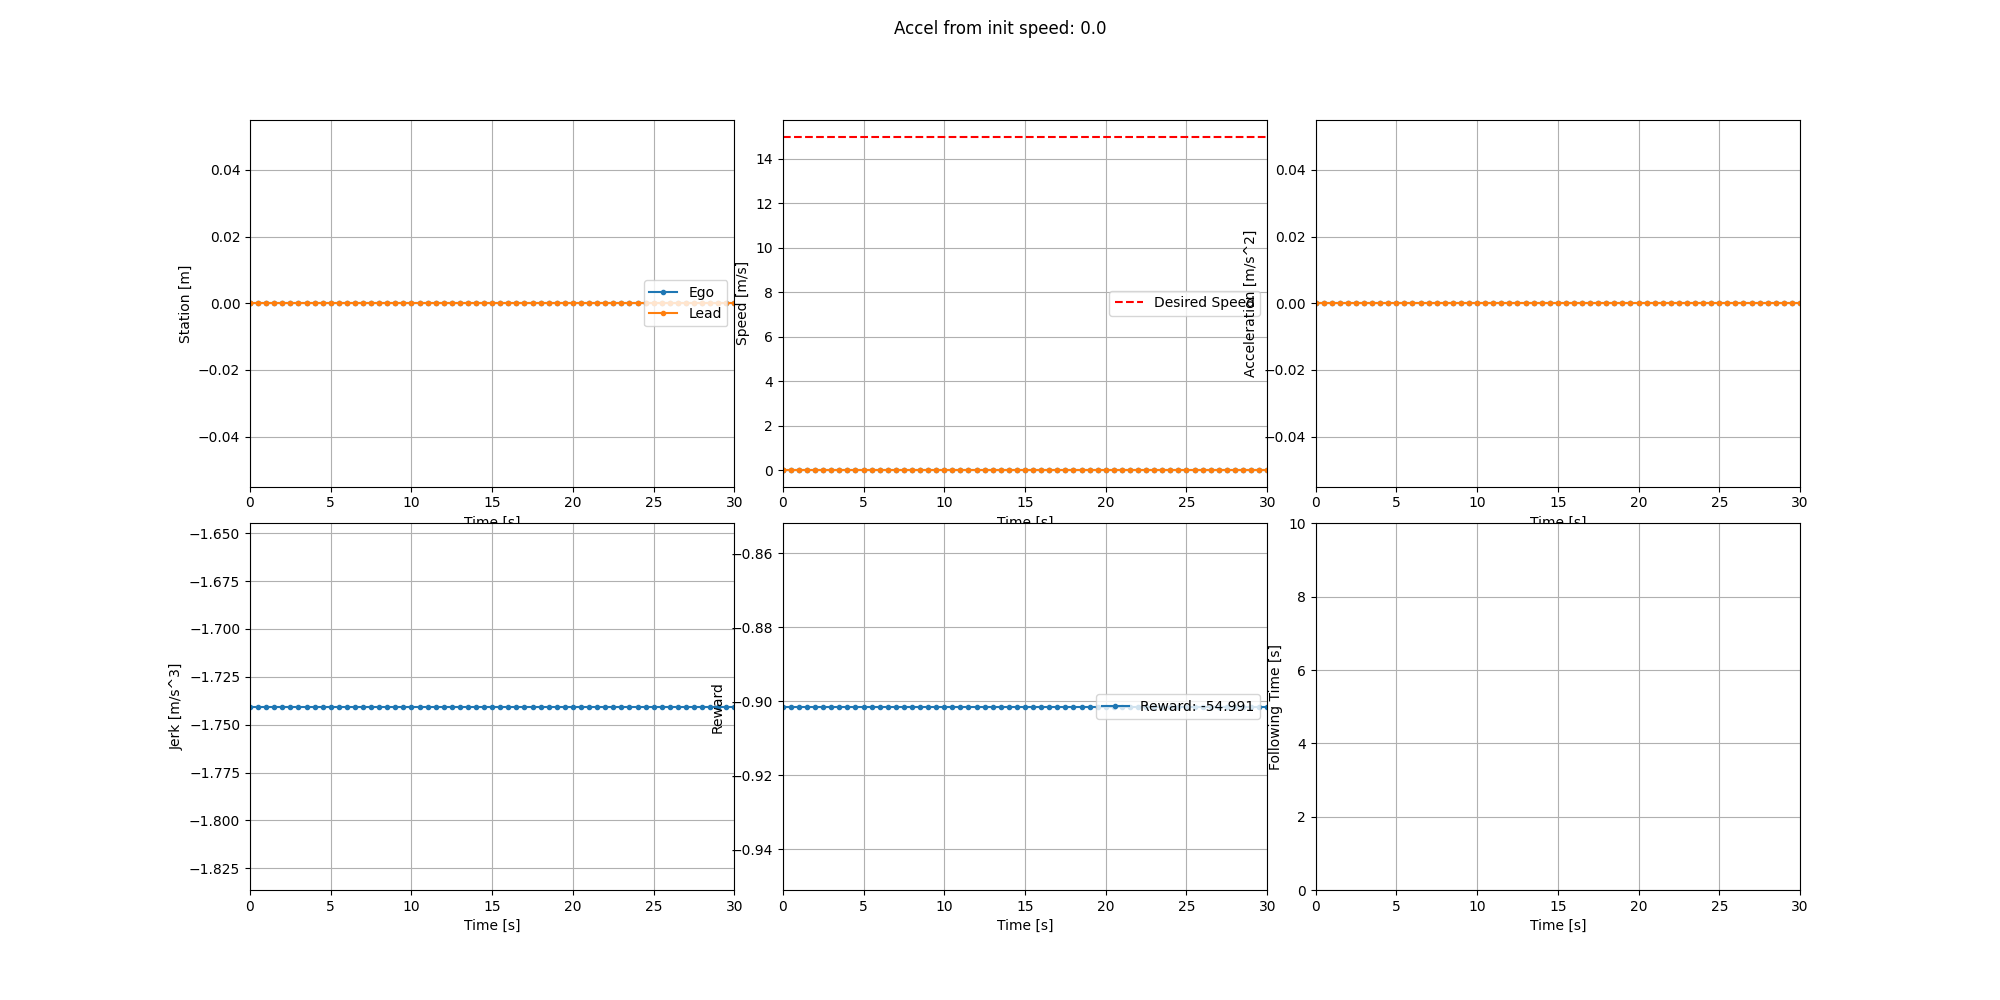 Accel from init speed: 0.0
0.04
0.02
0.00
−0.02
−0.04
Station [m]
Ego
Lead
0 5 10 15 20 25 30
Time [s]
14
12
10
8
6
4
2
0
Speed [m/s]
Desired Speed
0 5 10 15 20 25 30
Time [s]
0.04
0.02
0.00
−0.02
−0.04
Acceleration [m/s^2]
0 5 10 15 20 25 30
Time [s]
−1.650
−1.675
−1.700
−1.725
−1.750
−1.775
−1.800
−1.825
Jerk [m/s^3]
0 5 10 15 20 25 30
Time [s]
−0.86
−0.88
−0.90
−0.92
−0.94
Reward
Reward: -54.991
0 5 10 15 20 25 30
Time [s]
10
8
6
4
2
0
Following Time [s]
0 5 10 15 20 25 30
Time [s]